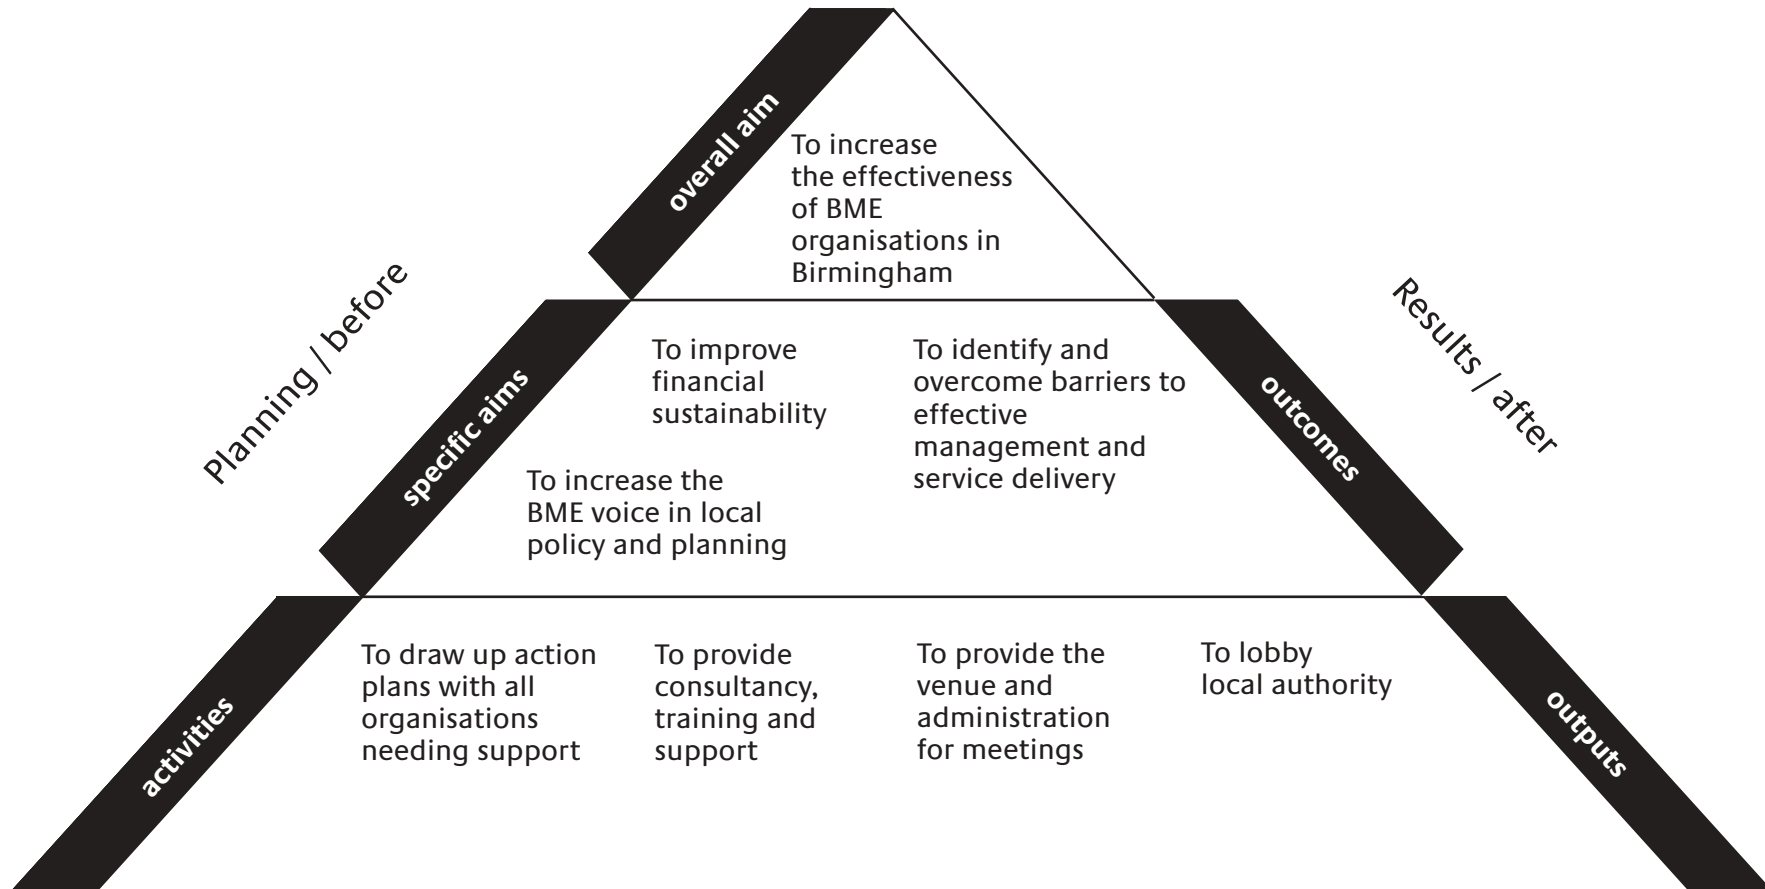 overall aim
To increase
the effectiveness
of BME
organisations in
Birmingham
Planning / before
Results / after
specific aims
To improve
financial
sustainability
To identify and
overcome barriers to
effective
management and
service delivery
To increase the
BME voice in local
policy and planning
outcomes
activities
To draw up action
plans with all
organisations
needing support
To provide
consultancy,
training and
support
To provide the
venue and
administration
for meetings
To lobby
local authority
outputs